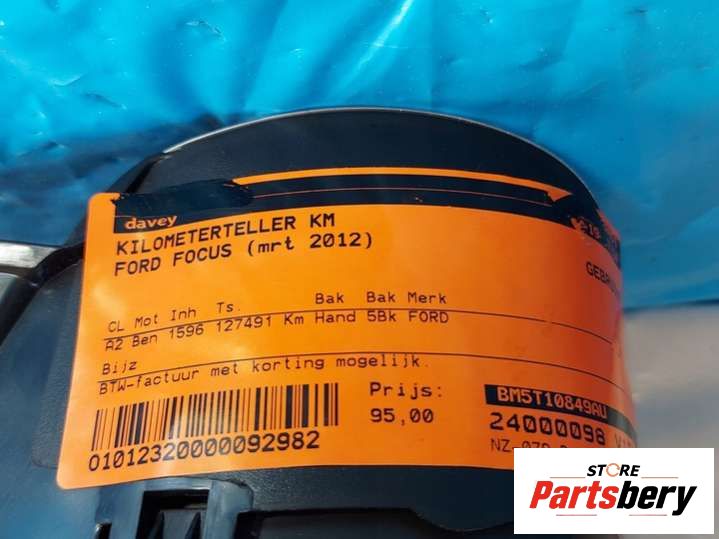 davey
KILOMETERTELLER KM
FORD FOCUS (mrt 2012)
CL Mot Inh Ts. Bak Bak Merk
A2 Ben 1596 127491 Km Hand 5Bk FORD
Bijz
BTW-factuur met korting mogelijk.
Prijs:
95,00
01012320000092982
BM5T10849AU
24000098
STORE
Partsbery